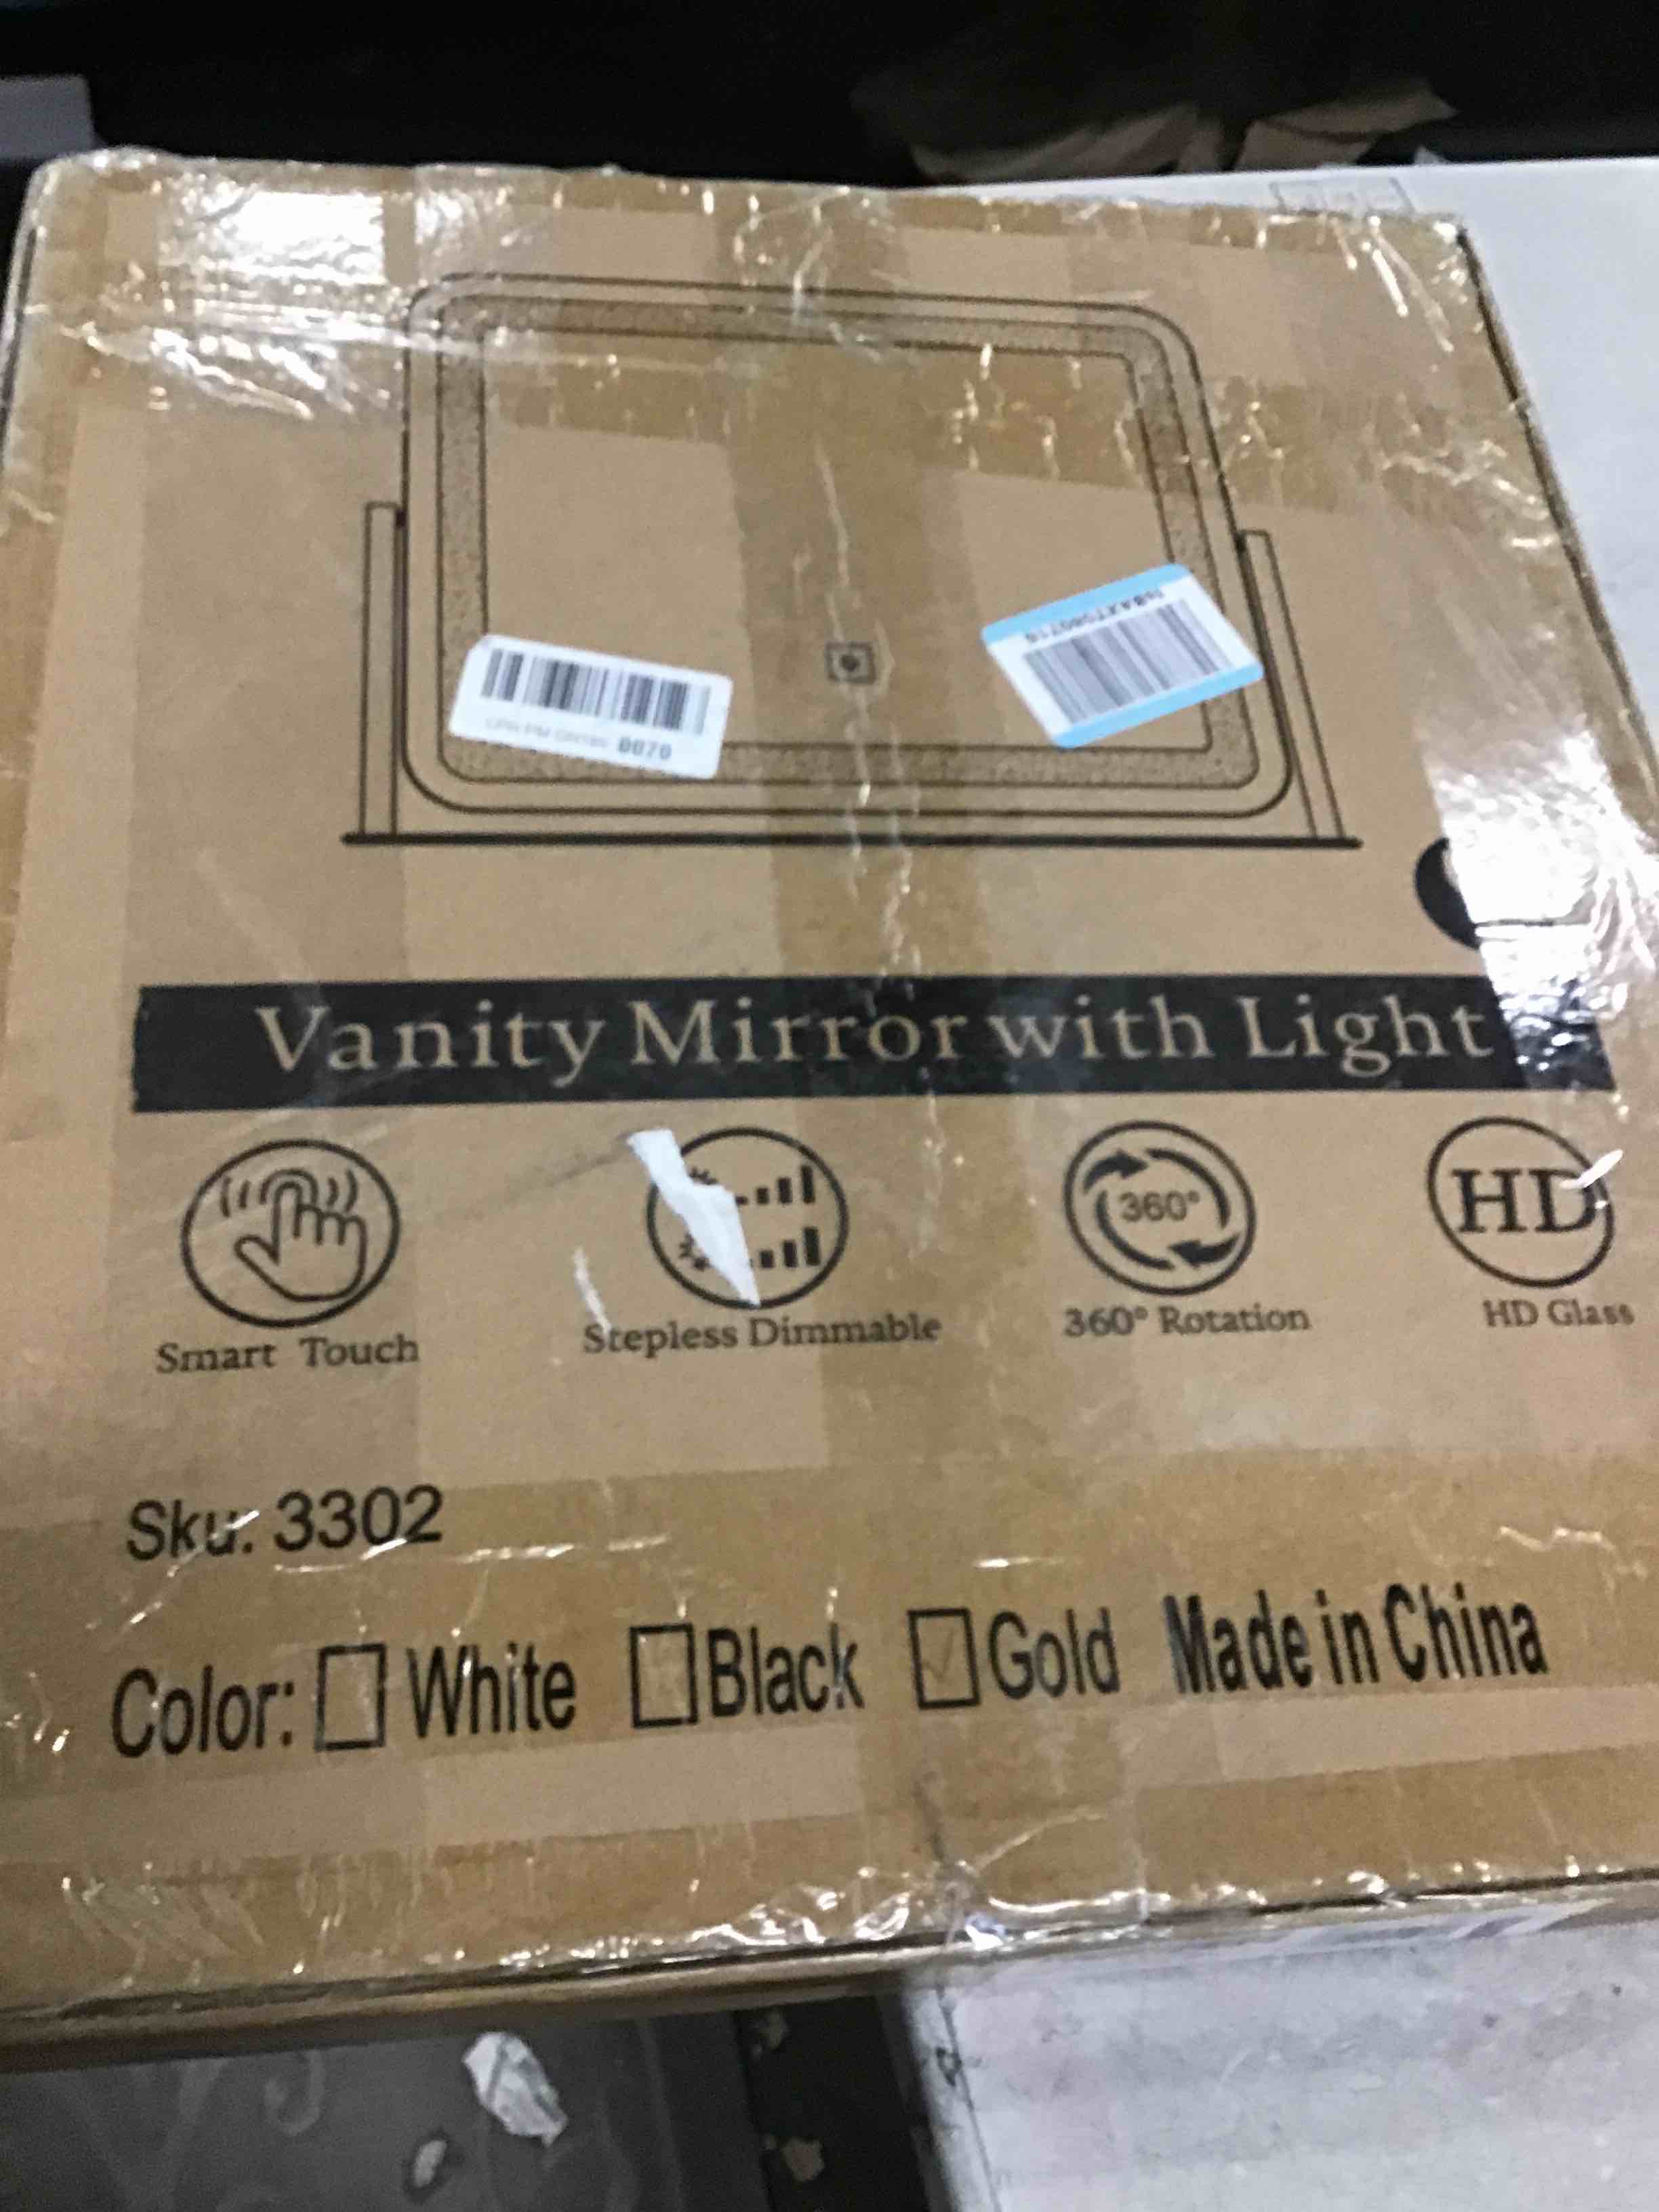 0070
Vanity Mirror with Light
360°
HD
Smart Touch
Stepless Dimmable
360° Rotation
HD Glass
Sku: 3302
Color: White Black Gold Made in China